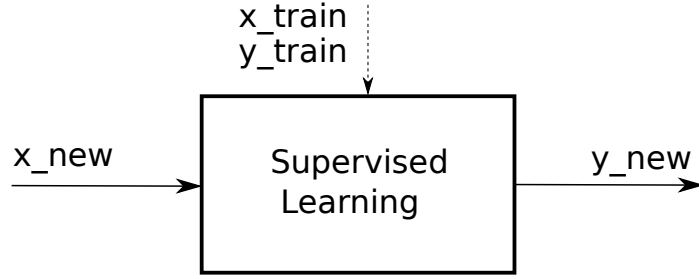 x_train
y_train
x_new
Supervised
Learning
y_new